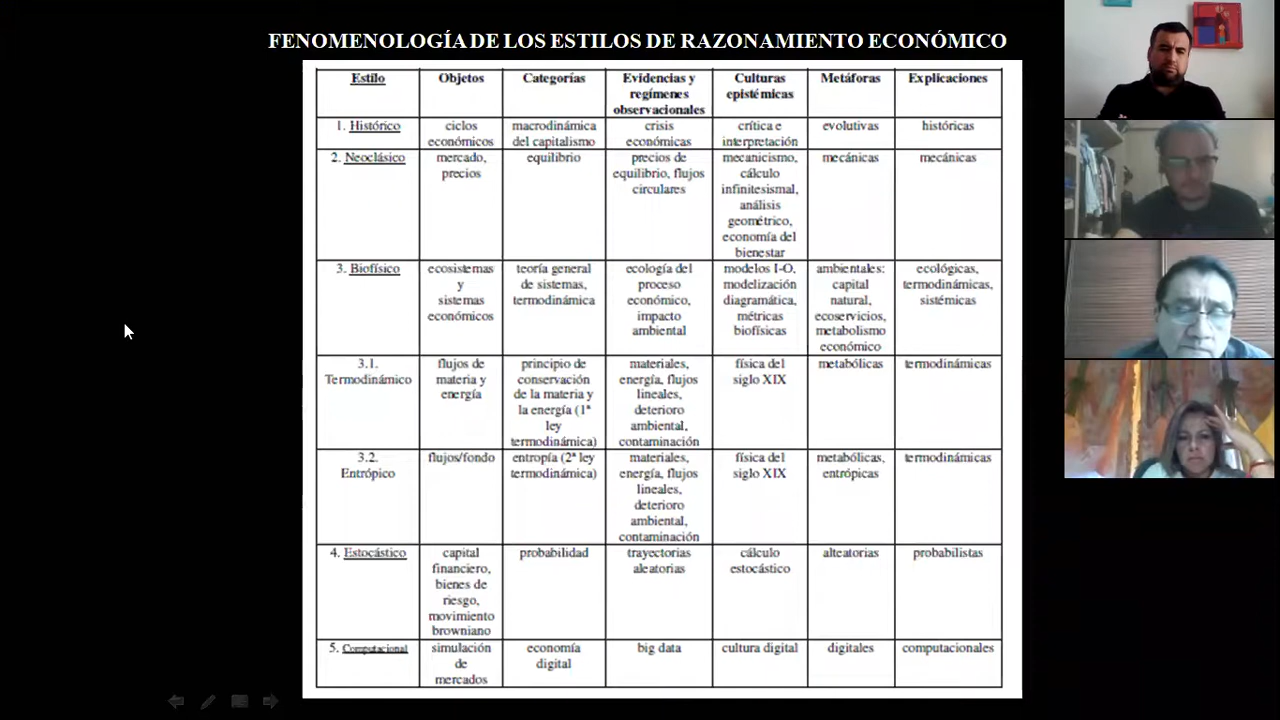 FENOMENOLOGÍA DE LOS ESTILOS DE RAZONAMIENTO ECONÓMICO
Estilo Objetos Categorías Evidencias y regímenes observacionales Culturas epistémicas Metáforas Explicaciones
1. Histórico ciclos económicos macrodinámica del capitalismo crisis económicas crítica e interpretación evolutivas históricas
2. Neoclásico mercado, precios equilibrio precios de equilibrio, flujos circulares mecanicismo, cálculo infinitesismal, análisis geométrico, economía del bienestar mecánicas mecánicas
3. Biofísico ecosistemas y sistemas económicos teoría general de sistemas, termodinámica ecología del proceso económico, impacto ambiental modelos I-O, modelización diagramática, métricas biofísicas ambientales: capital natural, ecoservicios, metabolismo económico ecológicas, termodinámicas, sistémicas
3.1. Termodinámico flujos de materia y energía principio de conservación de la materia y la energía (1ª ley termodinámica) materiales, energía, flujos lineales, deterioro ambiental, contaminación física del siglo XIX metabólicas termodinámicas
3.2. Entrópico flujos/fondo entropía (2ª ley termodinámica) materiales, energía, flujos lineales, deterioro ambiental, contaminación física del siglo XIX metabólicas, entrópicas termodinámicas
4. Estocástico capital financiero, bienes de riesgo, movimiento browniano probabilidad trayectorias aleatorias cálculo estocástico alteatorias probabilistas
5. Computacional simulación de mercados economía digital big data cultura digital digitales computacionales